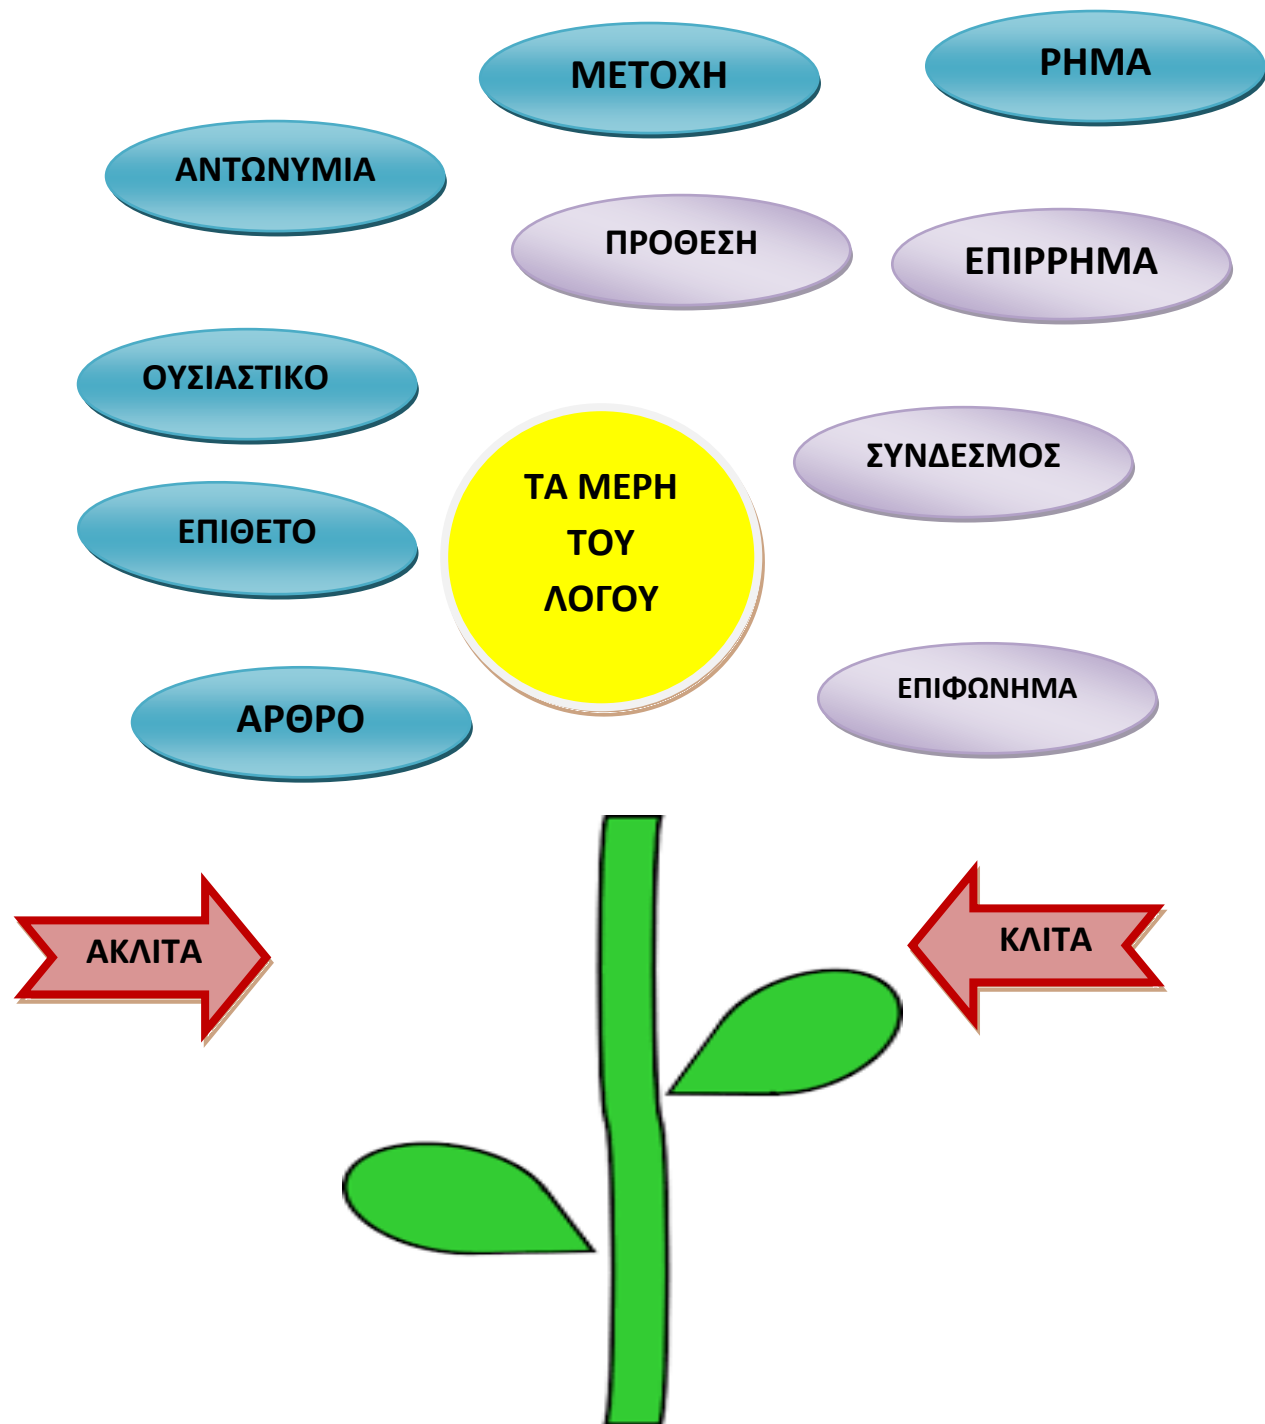 ΜΕΤΟΧΗ
ΡΗΜΑ
ΑΝΤΩΝΥΜΙΑ
ΠΡΟΘΕΣΗ
ΕΠΙΡΡΗΜΑ
ΟΥΣΙΑΣΤΙΚΟ
ΣΥΝΔΕΣΜΟΣ
ΤΑ ΜΕΡΗ
ΤΟΥ
ΛΟΓΟΥ
ΕΠΙΘΕΤΟ
ΕΠΙΦΩΝΗΜΑ
ΑΡΘΡΟ
ΑΚΛΙΤΑ
ΚΛΙΤΑ